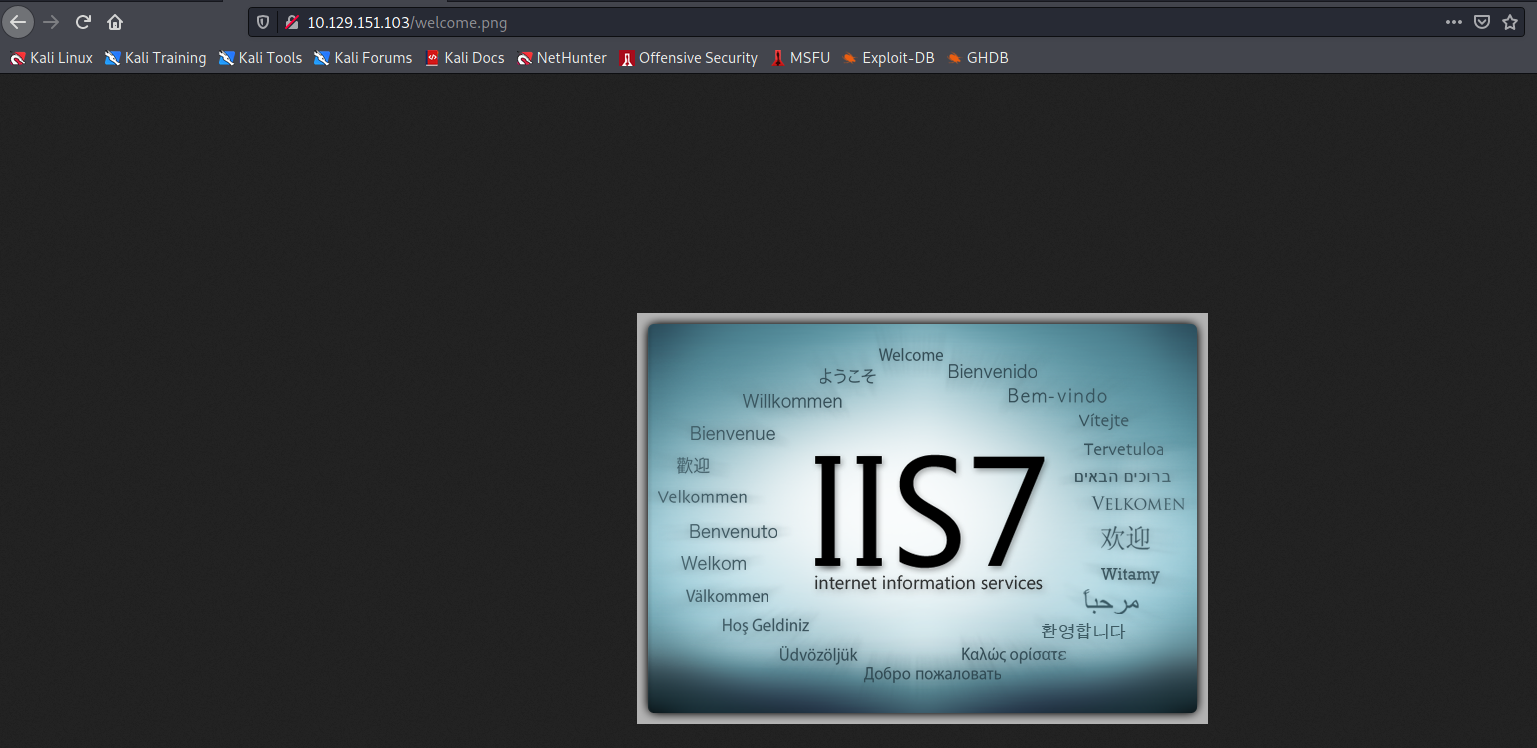 10.129.151.103/welcome.png
Kali Linux Kali Training Kali Tools Kali Forums Kali Docs NetHunter Offensive Security MSFU Exploit-DB GHDB
Welcome
ようこそ
Bienvenido
Willkommen
Bem-vindo
Bienvenue
Vítejte
歡迎
Tervetuloa
ברוכים הבאים
Velkommen
VELKOMEN
IIS7
Benvenuto
欢迎
Welkom
Witamy
internet information services
Välkommen
مرحباً
Hoş Geldiniz
환영합니다
Üdvözöljük
Καλώς ορίσατε
Добро пожаловать